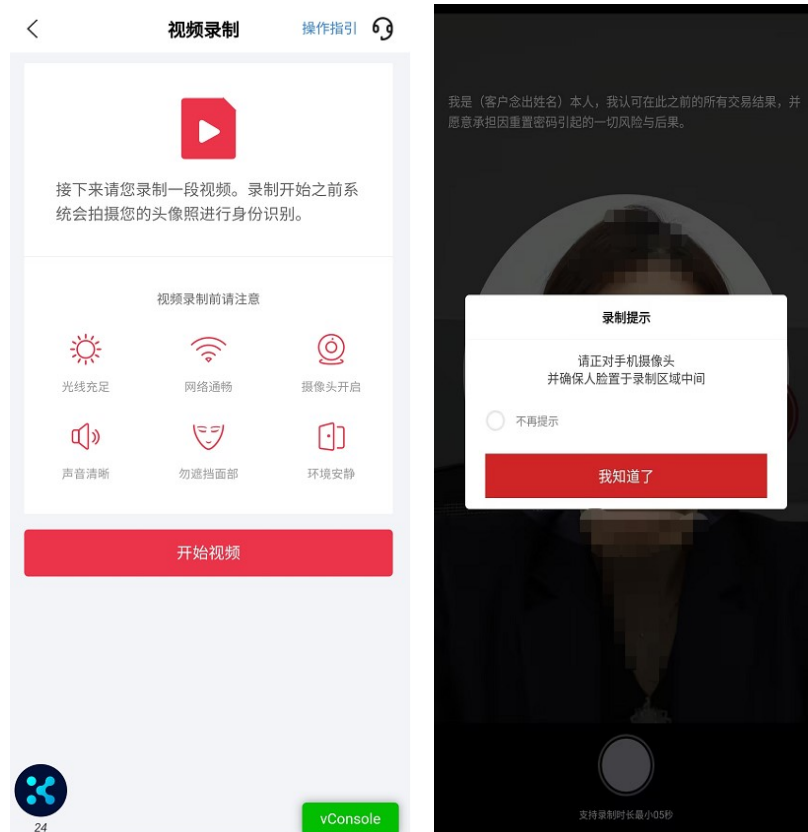 视频录制
操作指引
接下来请您录制一段视频。录制开始之前系
统会拍摄您的头像照进行身份识别。
视频录制前请注意
光线充足
网络通畅
摄像头开启
声音清晰
勿遮挡面部
环境安静
开始视频
24
vConsole
我是（客户念出姓名）本人，我认可在此之前的所有交易结果，并
愿意承担因重置密码引起的一切风险与后果。
录制提示
请正对手机摄像头
并确保人脸置于录制区域中间
不再提示
我知道了
支持录制时长最小05秒